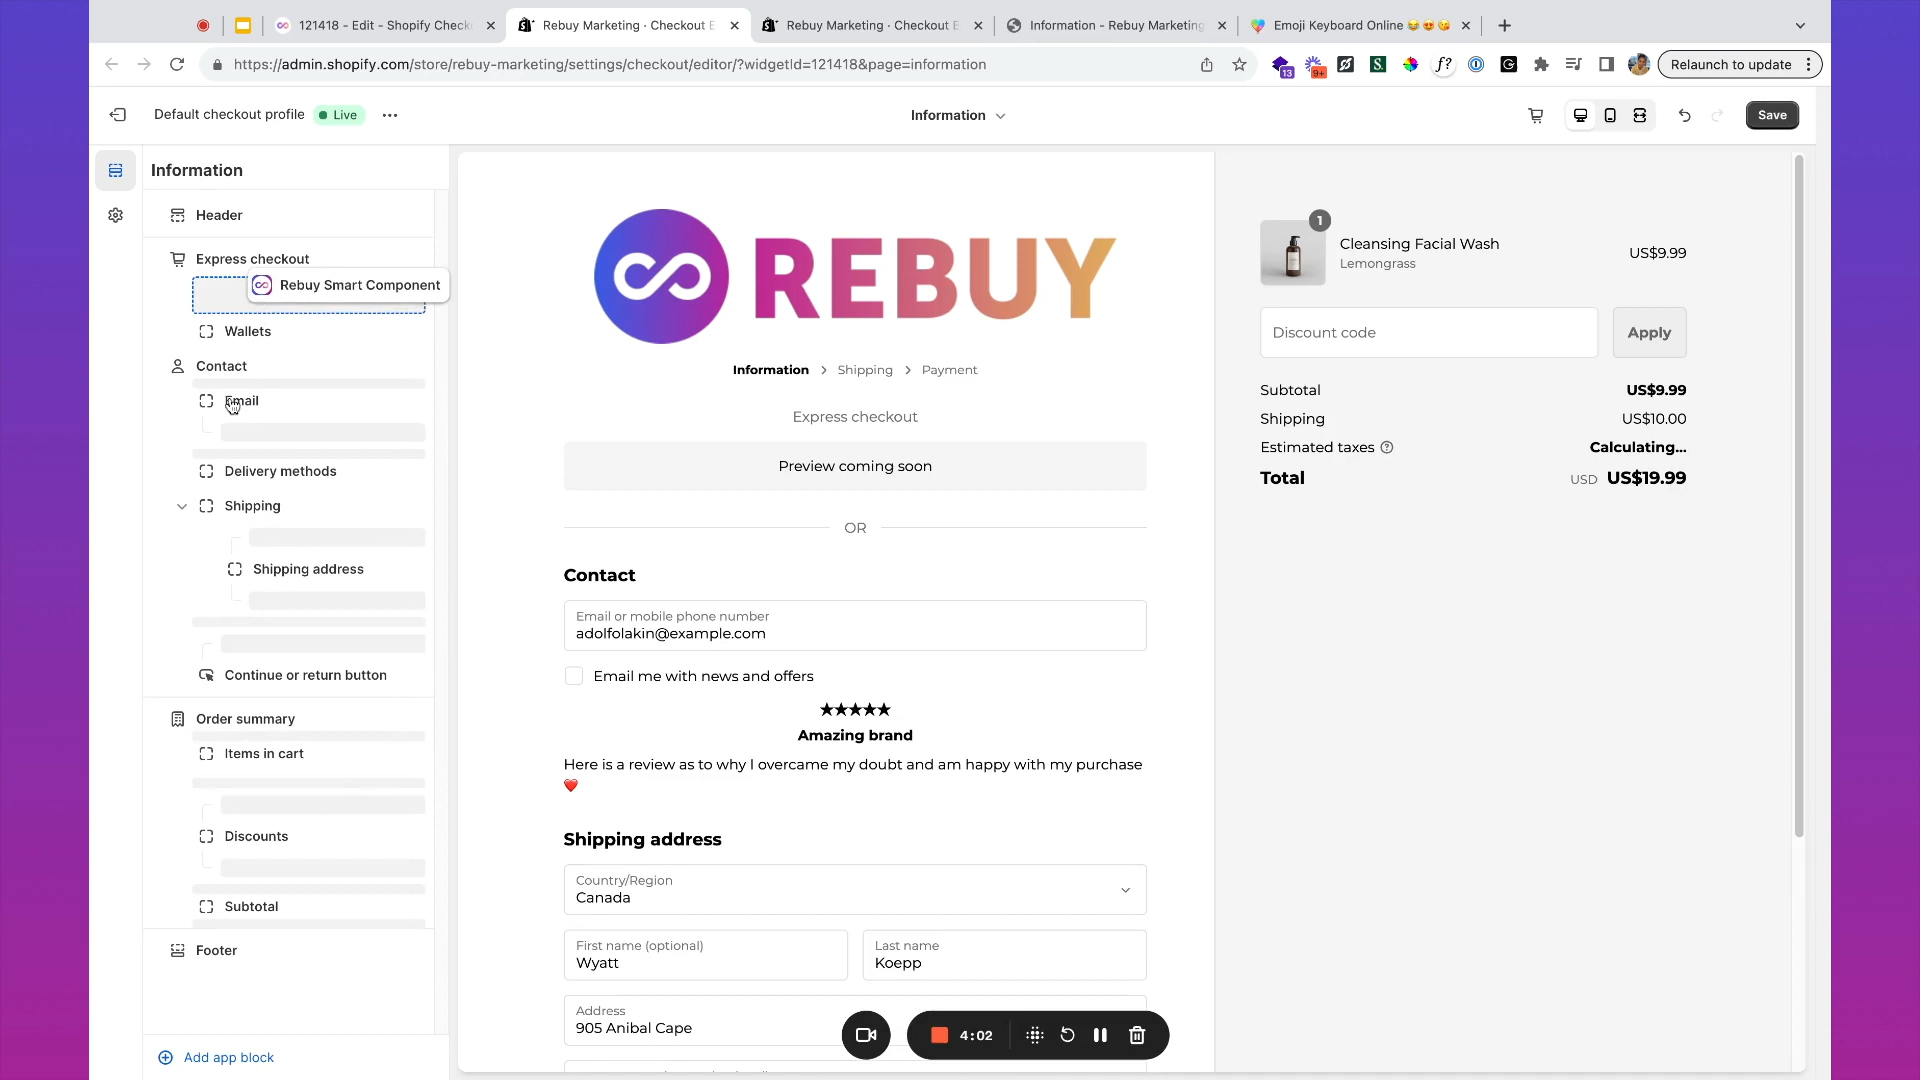 121418 - Edit - Shopify Check
Rebuy Marketing · Checkout E
Rebuy Marketing · Checkout E
Information - Rebuy Marketing
Emoji Keyboard Online 😂😍😘
https://admin.shopify.com/store/rebuy-marketing/settings/checkout/editor/?widgetId=121418&page=information
13
9+
S.
G
f?
Relaunch to update
Default checkout profile
Live
Information
Save
Information
Header
Express checkout
Rebuy Smart Component
Wallets
Contact
Email
Delivery methods
Shipping
Shipping address
Continue or return button
Order summary
Items in cart
Discounts
Subtotal
Footer
Add app block
REBUY
Information > Shipping > Payment
Express checkout
Preview coming soon
OR
Contact
Email or mobile phone number
adolfolakin@example.com
Email me with news and offers
★★★★★
Amazing brand
Here is a review as to why I overcame my doubt and am happy with my purchase
❤️
Shipping address
Country/Region
Canada
First name (optional)
Wyatt
Last name
Koepp
Address
905 Anibal Cape
4:02
1
Cleansing Facial Wash
Lemongrass
US$9.99
Discount code
Apply
Subtotal
US$9.99
Shipping
US$10.00
Estimated taxes
Calculating...
Total
USD US$19.99